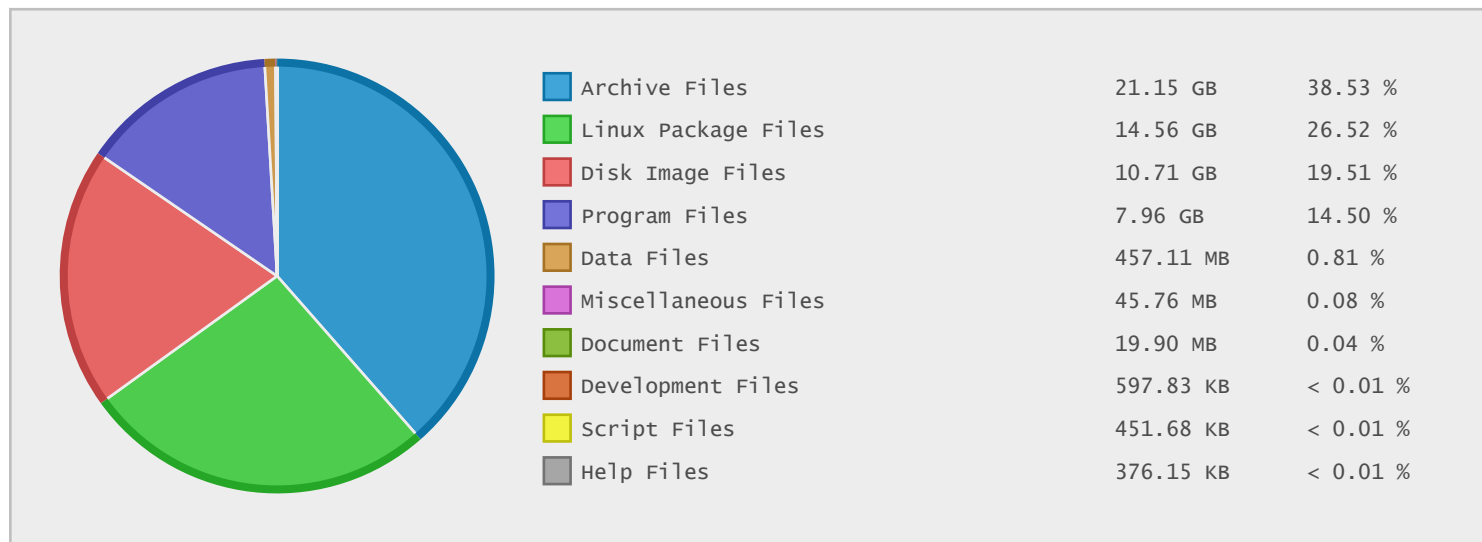 Archive Files 21.15 GB 38.53 %
Linux Package Files 14.56 GB 26.52 %
Disk Image Files 10.71 GB 19.51 %
Program Files 7.96 GB 14.50 %
Data Files 457.11 MB 0.81 %
Miscellaneous Files 45.76 MB 0.08 %
Document Files 19.90 MB 0.04 %
Development Files 597.83 KB < 0.01 %
Script Files 451.68 KB < 0.01 %
Help Files 376.15 KB < 0.01 %